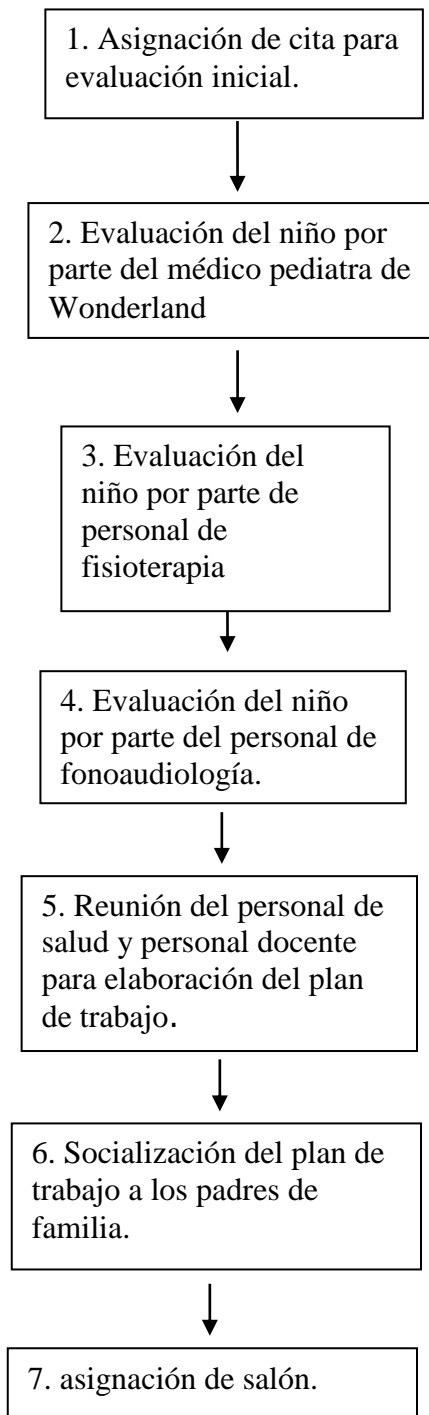 1. Asignación de cita para
evaluación inicial.
2. Evaluación del niño por
parte del médico pediatra de
Wonderland
3. Evaluación del
niño por parte de
personal de
fisioterapia
4. Evaluación del niño
por parte del personal de
fonoaudiología.
5. Reunión del personal de
salud y personal docente
para elaboración del plan
de trabajo.
6. Socialización del plan de
trabajo a los padres de
familia.
7. asignación de salón.